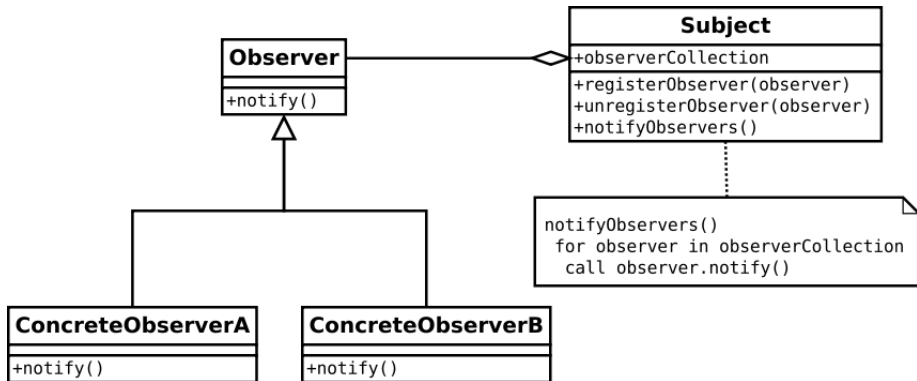 Observer
+notify()
Subject
+observerCollection
+registerObserver(observer)
+unregisterObserver(observer)
+notifyObservers()
notifyObservers()
for observer in observerCollection
call observer.notify()
ConcreteObserverA
+notify()
ConcreteObserverB
+notify()